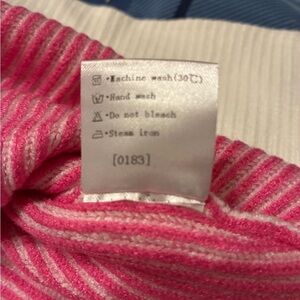 •Machine wash(30℃)
•Hand wash
•Do not bleach
•Steam iron
[0183]